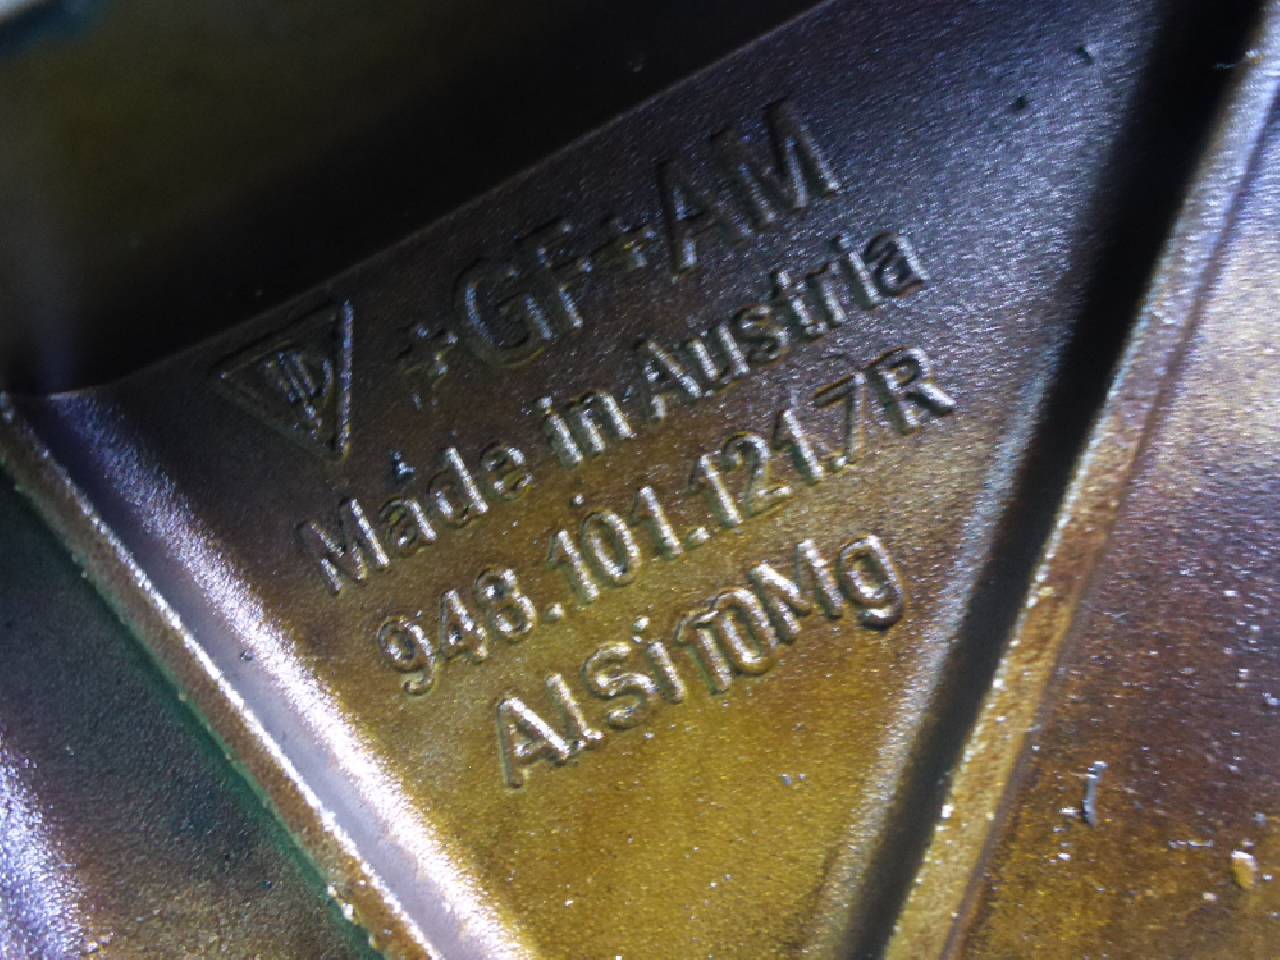 +GF+AM
Made in Austria
948.101.121.7R
AlSi10Mg